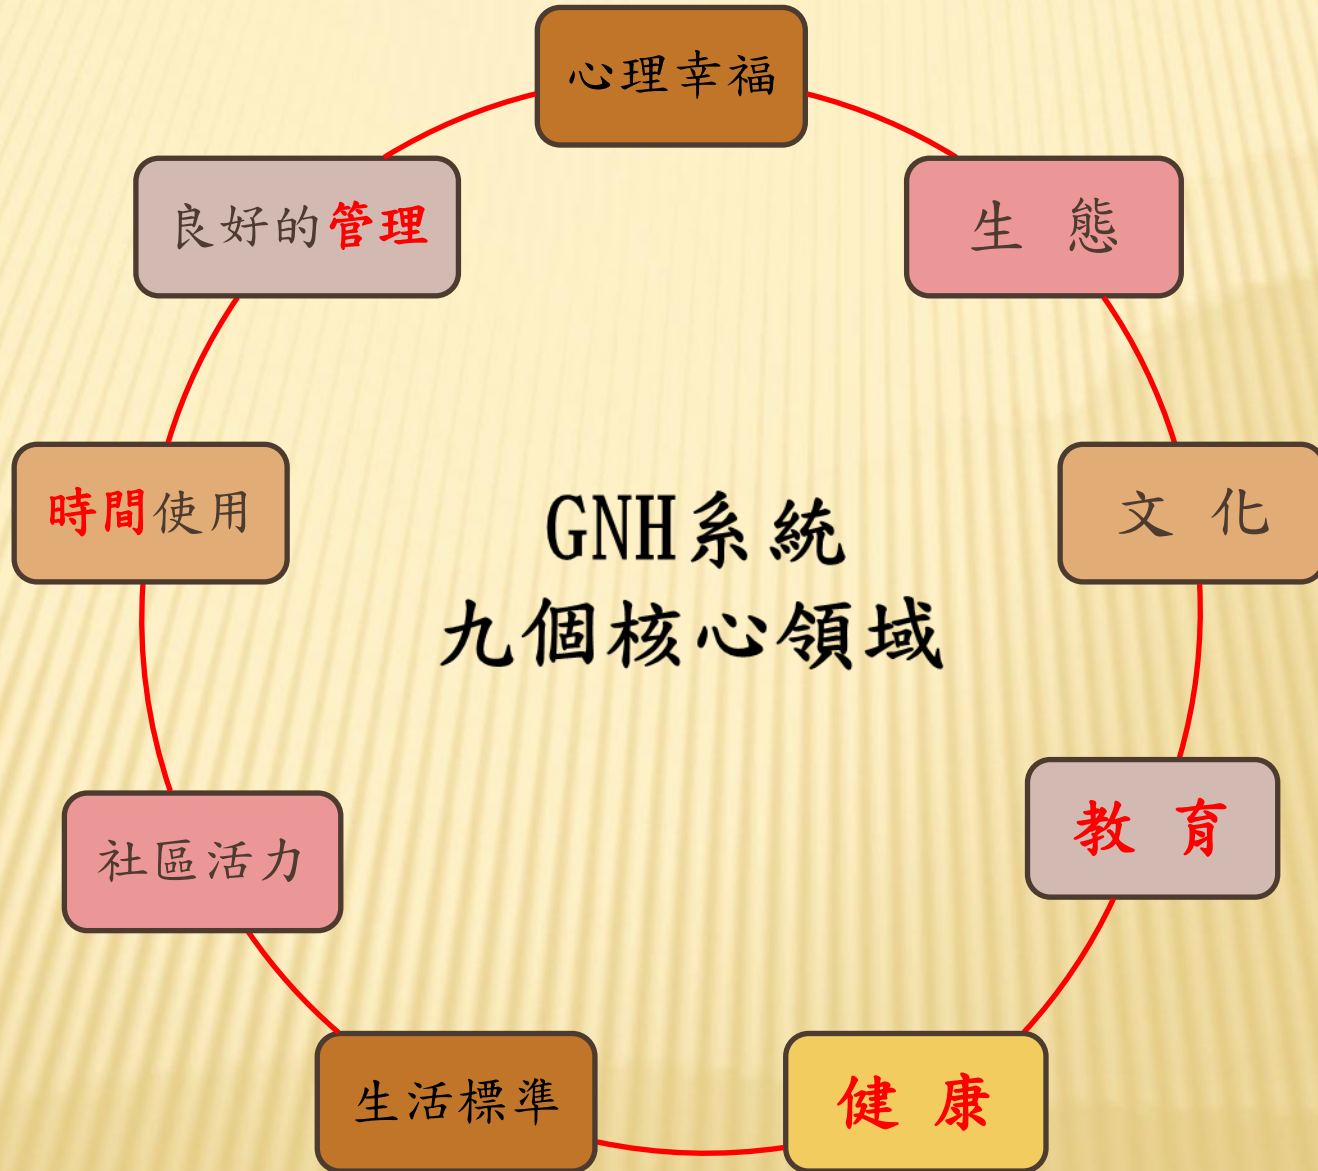 心理幸福
生 態
文 化
教 育
健 康
生活標準
社區活力
時間使用
良好的管理
GNH系統
九個核心領域